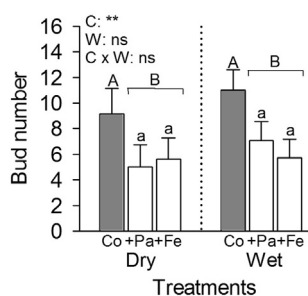 C: **
W: ns
C x W: ns
16
14
12
10
8
6
4
2
0
Bud number
A
B
a
a
A
B
a
a
Co +Pa+Fe
Co +Pa+Fe
Dry
Wet
Treatments